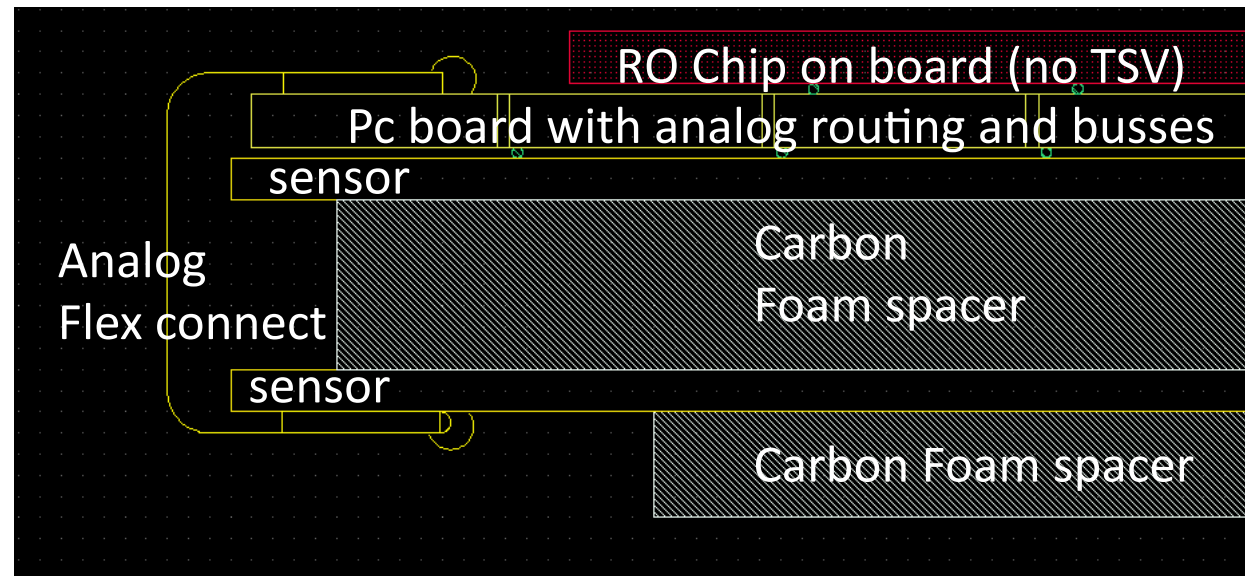 RO Chip on board (no TSV)
Pc board with analog routing and busses
sensor
Analog
Flex connect
Carbon
Foam spacer
sensor
Carbon Foam spacer